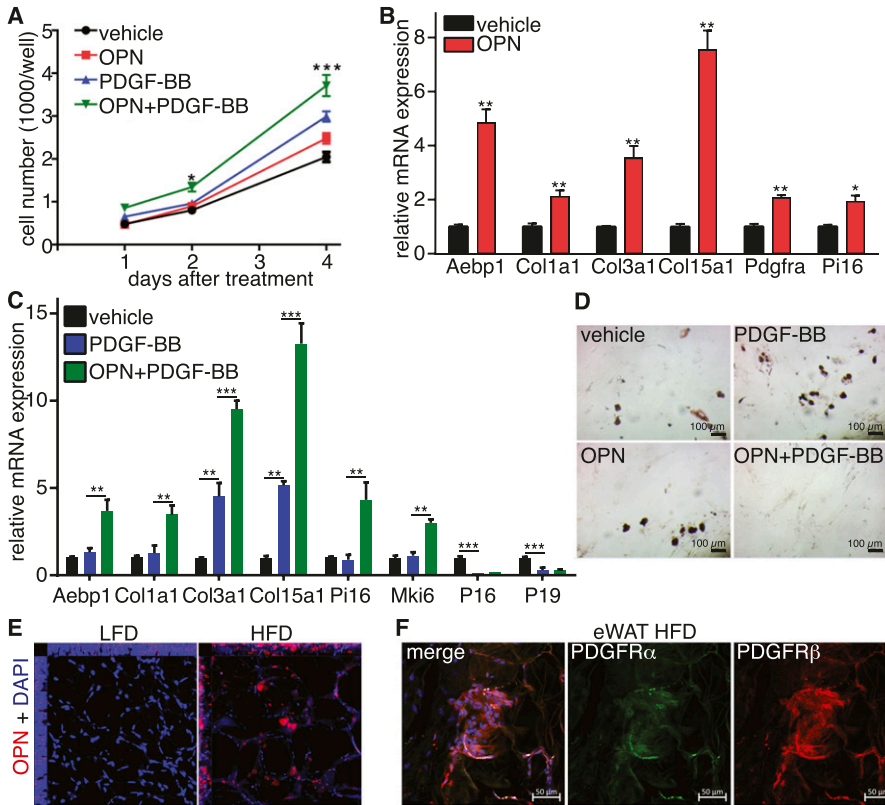 A
vehicle
OPN
PDGF-BB
OPN+PDGF-BB
cell number (1000/well)
5
4
3
2
1
0
*
***
1 2 3 4
days after treatment
B
vehicle
OPN
relative mRNA expression
8
6
4
2
0
** ** ** ** ** *
Aebp1 Col1a1 Col3a1 Col15a1 Pdgfra Pi16
C
vehicle
PDGF-BB
OPN+PDGF-BB
relative mRNA expression
15
10
5
0
** ** ** *** ** *** ** ** *** ***
Aebp1 Col1a1 Col3a1 Col15a1 Pi16 Mki6 P16 P19
D
vehicle
100 µm
PDGF-BB
100 µm
OPN
100 µm
OPN+PDGF-BB
100 µm
E
LFD HFD
OPN + DAPI
F
eWAT HFD
merge
50 µm
PDGFRα
50 µm
PDGFRβ
50 µm